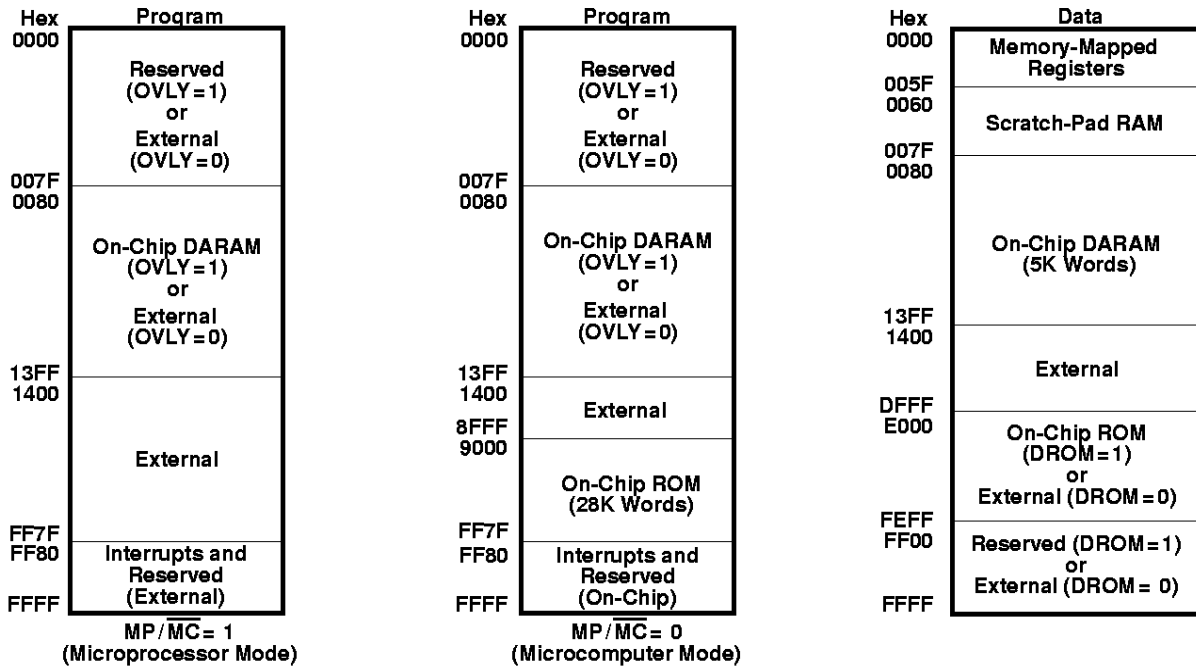 Hex
Program
0000
Reserved
(OVLY = 1)
or
External
(OVLY = 0)
007F
0080
On-Chip DARAM
(OVLY = 1)
or
External
(OVLY = 0)
13FF
1400
External
FF7F
FF80
Interrupts and
Reserved
(External)
FFFF
MP/M̅C̅ = 1
(Microprocessor Mode)
Hex
Program
0000
Reserved
(OVLY = 1)
or
External
(OVLY = 0)
007F
0080
On-Chip DARAM
(OVLY = 1)
or
External
(OVLY = 0)
13FF
1400
External
8FFF
9000
On-Chip ROM
(28K Words)
FF7F
FF80
Interrupts and
Reserved
(On-Chip)
FFFF
MP/M̅C̅ = 0
(Microcomputer Mode)
Hex
Data
0000
Memory-Mapped
Registers
005F
0060
Scratch-Pad RAM
007F
0080
On-Chip DARAM
(5K Words)
13FF
1400
External
DFFF
E000
On-Chip ROM
(DROM = 1)
or
External (DROM = 0)
FEFF
FF00
Reserved (DROM = 1)
or
External (DROM = 0)
FFFF